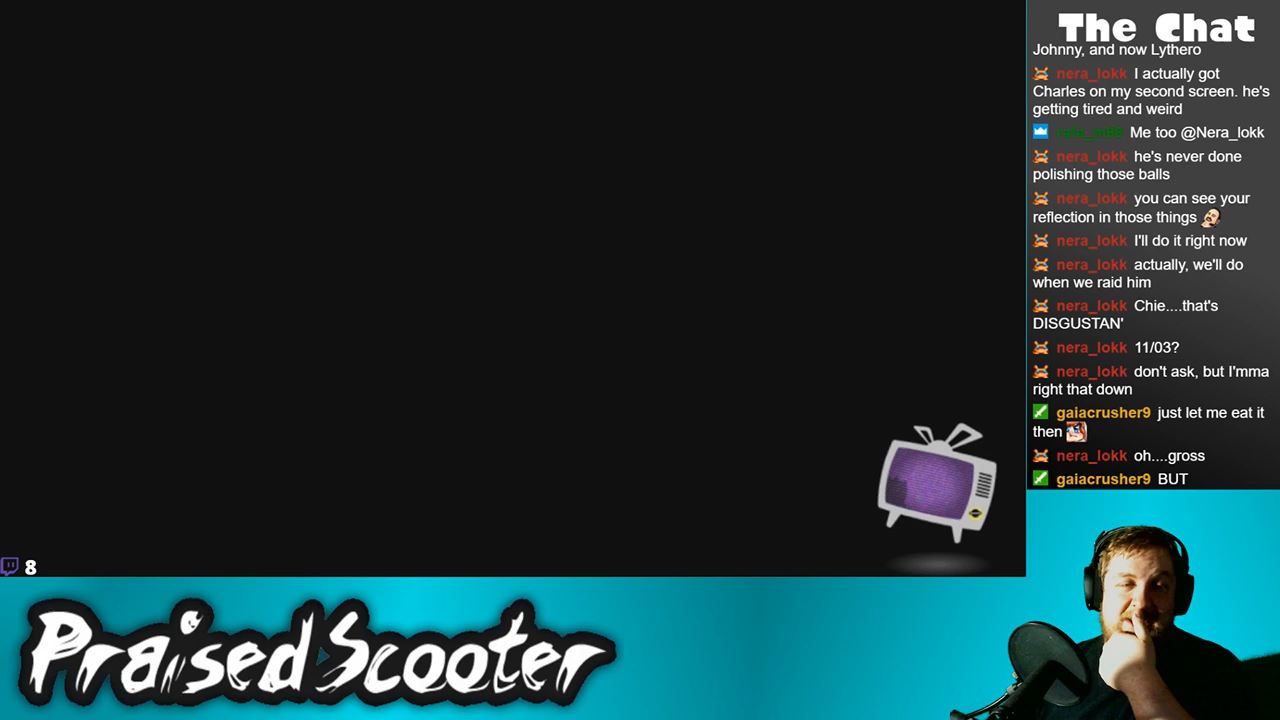 The Chat
Johnny, and now Lythero
nera_lokk I actually got
Charles on my second screen. he's
getting tired and weird
Me too @Nera_lokk
nera_lokk he's never done
polishing those balls
nera_lokk you can see your
reflection in those things
nera_lokk I'll do it right now
nera_lokk actually, we'll do
when we raid him
nera_lokk Chie....that's
DISGUSTAN'
nera_lokk 11/03?
nera_lokk don't ask, but I'mma
right that down
gaiacrusher9 just let me eat it
then
nera_lokk oh....gross
gaiacrusher9 BUT
8
PraisedScooter